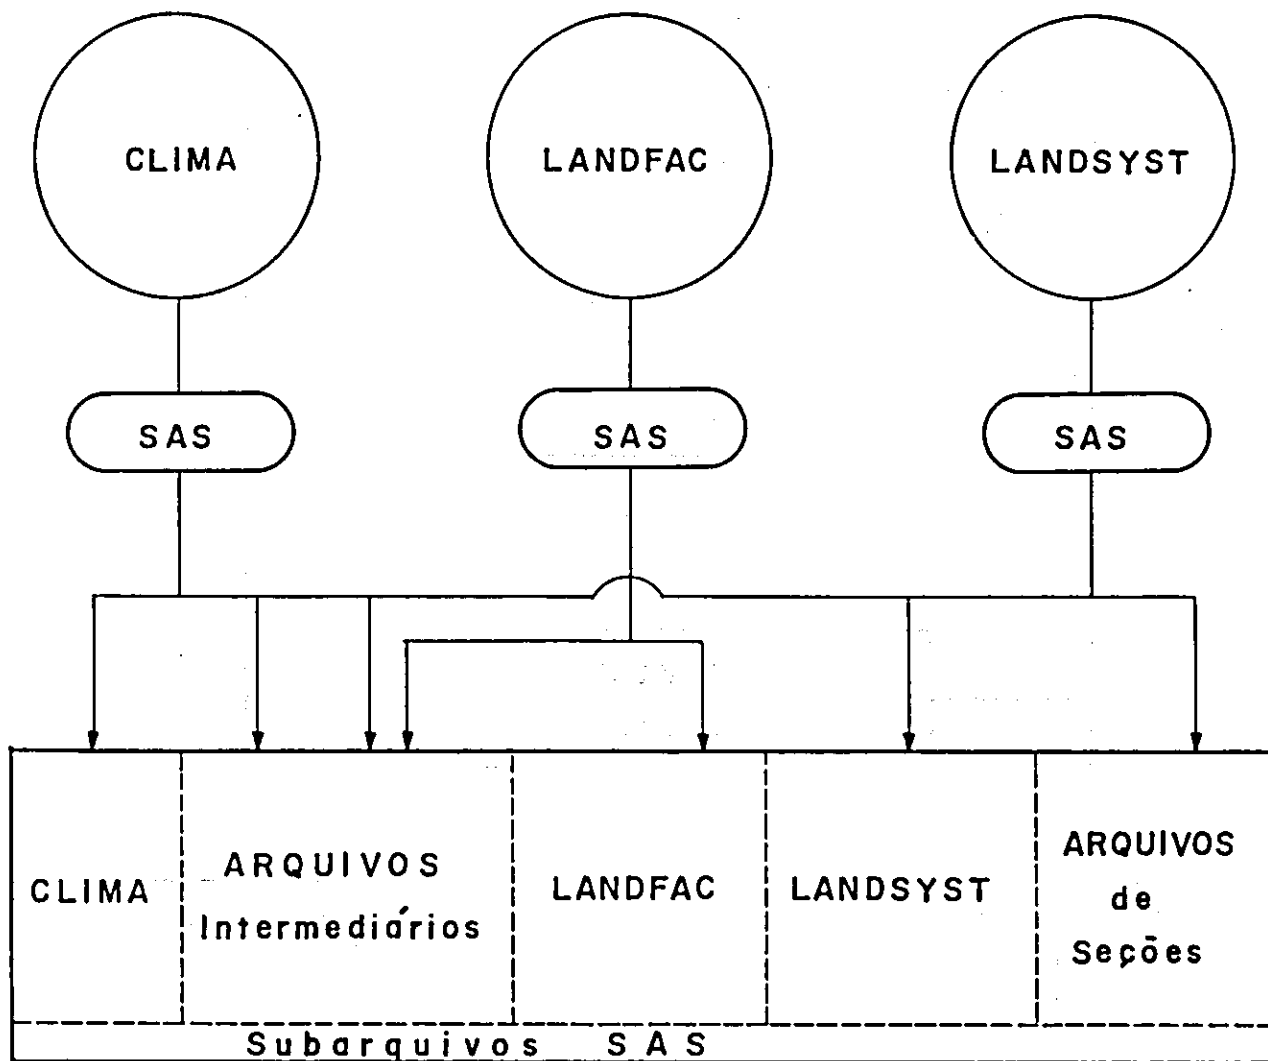 CLIMA
LANDFAC
LANDSYST
SAS
SAS
SAS
CLIMA
ARQUIVOS
Intermediários
LANDFAC
LANDSYST
ARQUIVOS
de
Seções
Subarquivos SAS